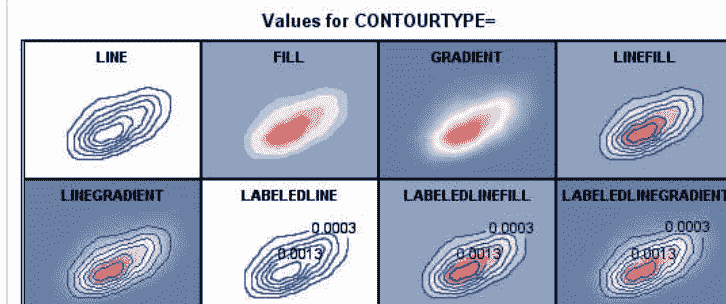 Values for CONTOURTYPE=
LINE FILL GRADIENT LINEFILL
LINEGRADIENT LABELEDLINE LABELEDLINEFILL LABELEDLINEGRADIENT
0.0003 0.0003 0.0003
0.0013 0.0013 0.0013